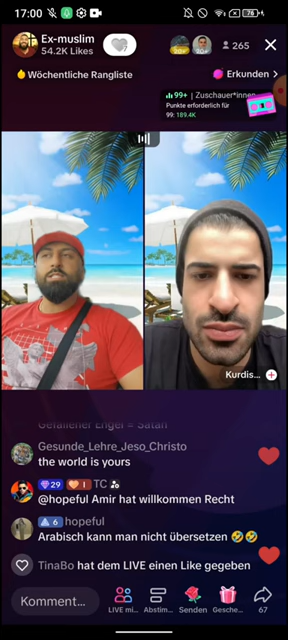 17:00
76
Ex-muslim
54.2K Likes
265
Wöchentliche Rangliste
Erkunden >
99+ | Zuschauer*innen
Punkte erforderlich für
99: 189.4K
Kurdis...
Gefallener Engel = Satan
Gesunde_Lehre_Jeso_Christo
the world is yours
29 1 TC
@hopeful Amir hat willkommen Recht
6 hopeful
Arabisch kann man nicht übersetzen 🤣🤣
TinaBo hat dem LIVE einen Like gegeben
Komment...
LIVE mi...
Abstim...
Senden
Gesche...
67